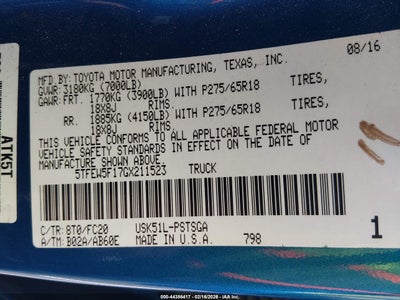 MFD.BY:TOYOTA MOTOR MANUFACTURING, TEXAS, INC. 08/16
GVWR:3180KG (7000LB)
GAWR:FRT. 1770KG (3900LB) WITH P275/65R18 TIRES,
18X8J RIMS.
RR. 1885KG (4150LB) WITH P275/65R18 TIRES,
18X8J RIMS.
THIS VEHICLE CONFORMS TO ALL APPLICABLE FEDERAL MOTOR
VEHICLE SAFETY STANDARDS IN EFFECT ON THE DATE OF
MANUFACTURE SHOWN ABOVE.
5TFEW5F17GX211523 TRUCK
C/TR: 8T0/FC20 USK51L-PSTSGA
A/TM: B02A/AB60E MADE IN U.S.A. 798
1
ATK5T
000-44398417 - 02/16/2026 -